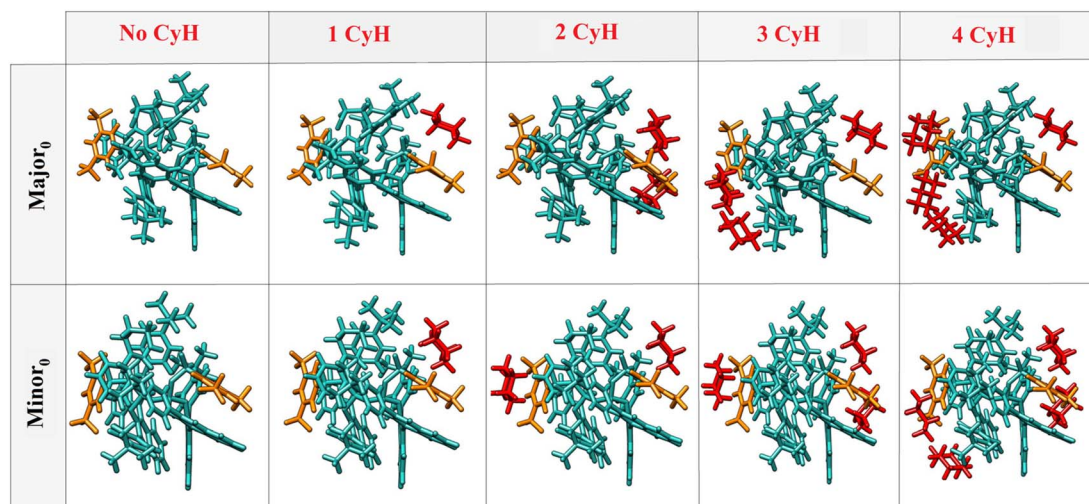 No CyH
1 CyH
2 CyH
3 CyH
4 CyH
Major₀
Minor₀